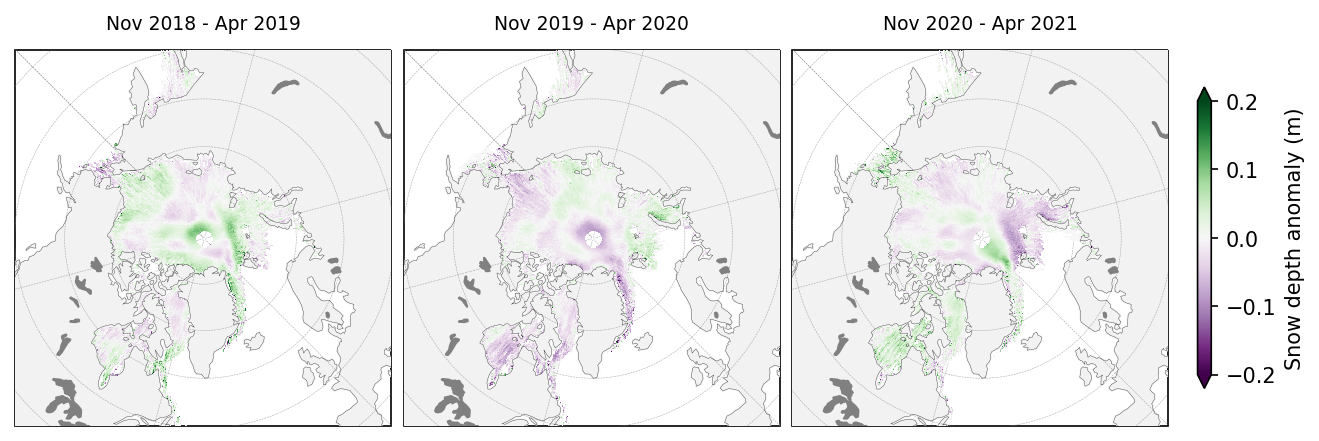 Nov 2018 - Apr 2019
Nov 2019 - Apr 2020
Nov 2020 - Apr 2021
0.2
0.1
0.0
−0.1
−0.2
Snow depth anomaly (m)